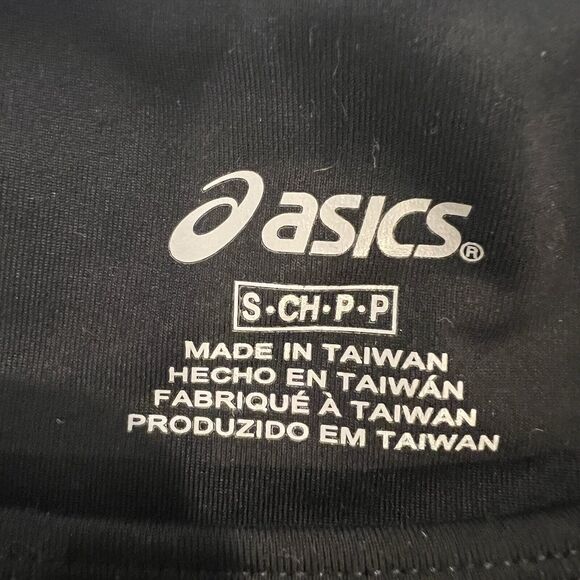 asics®
S•CH•P•P
MADE IN TAIWAN
HECHO EN TAIWÁN
FABRIQUÉ À TAIWAN
PRODUZIDO EM TAIWAN